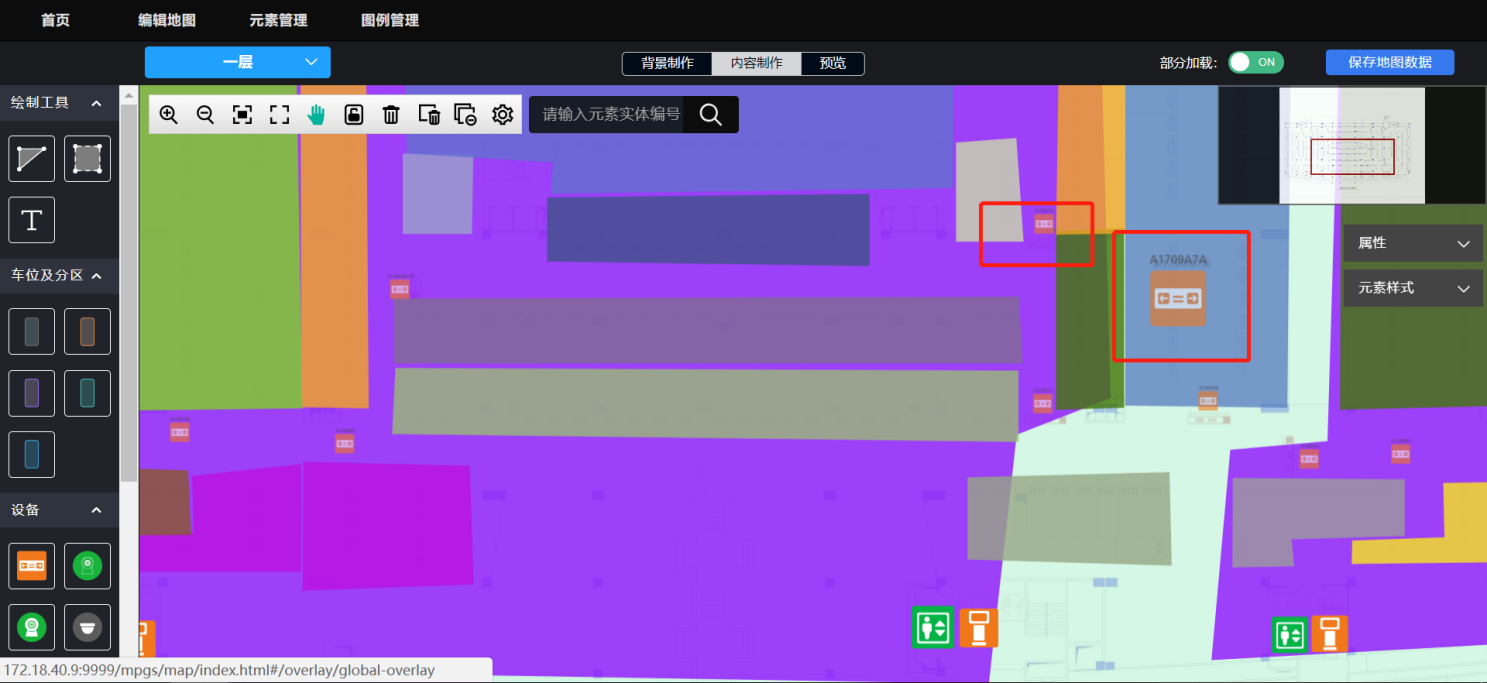 首页 编辑地图 元素管理 图例管理
一层 背景制作 内容制作 预览 部分加载: ON 保存地图数据
绘制工具
请输入元素实体编号
T
车位及分区
属性
A1709A7A
元素样式
设备
172.18.40.9:9999/mpgs/map/index.html#/overlay/global-overlay